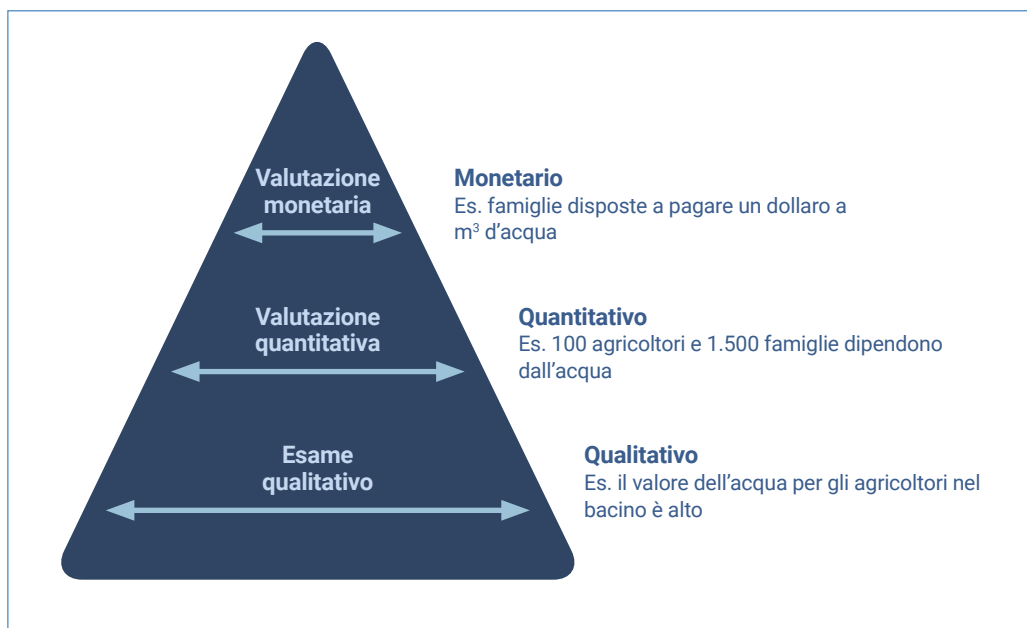 Valutazione
monetaria
Monetario
Es. famiglie disposte a pagare un dollaro a
m³ d’acqua
Valutazione
quantitativa
Quantitativo
Es. 100 agricoltori e 1.500 famiglie dipendono
dall’acqua
Esame
qualitativo
Qualitativo
Es. il valore dell’acqua per gli agricoltori nel
bacino è alto